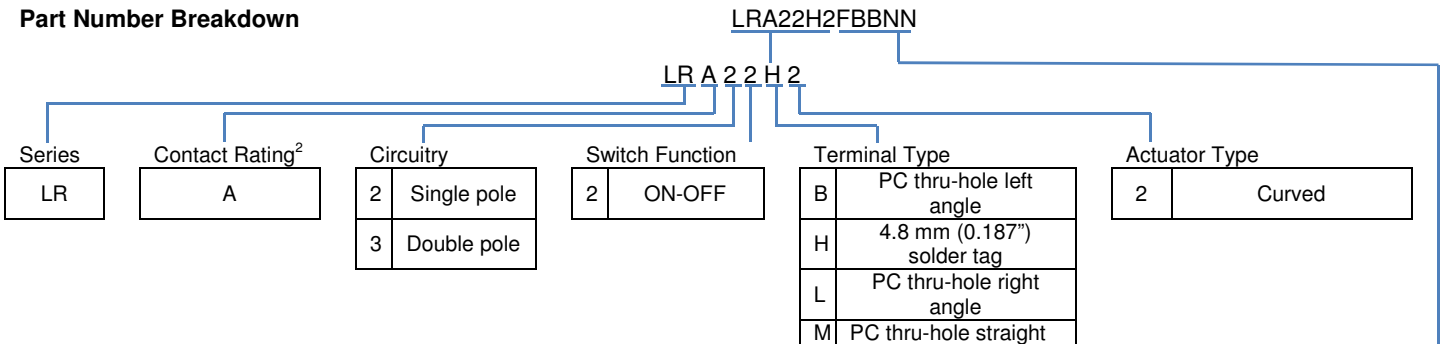 Part Number Breakdown
LRA22H2FBBNN
LR A 2 2 H 2
Series
LR
Contact Rating2
A
Circuitry
2 Single pole
3 Double pole
Switch Function
2 ON-OFF
Terminal Type
B PC thru-hole left
angle
H 4.8 mm (0.187”)
solder tag
L PC thru-hole right
angle
M PC thru-hole straight
Actuator Type
2 Curved